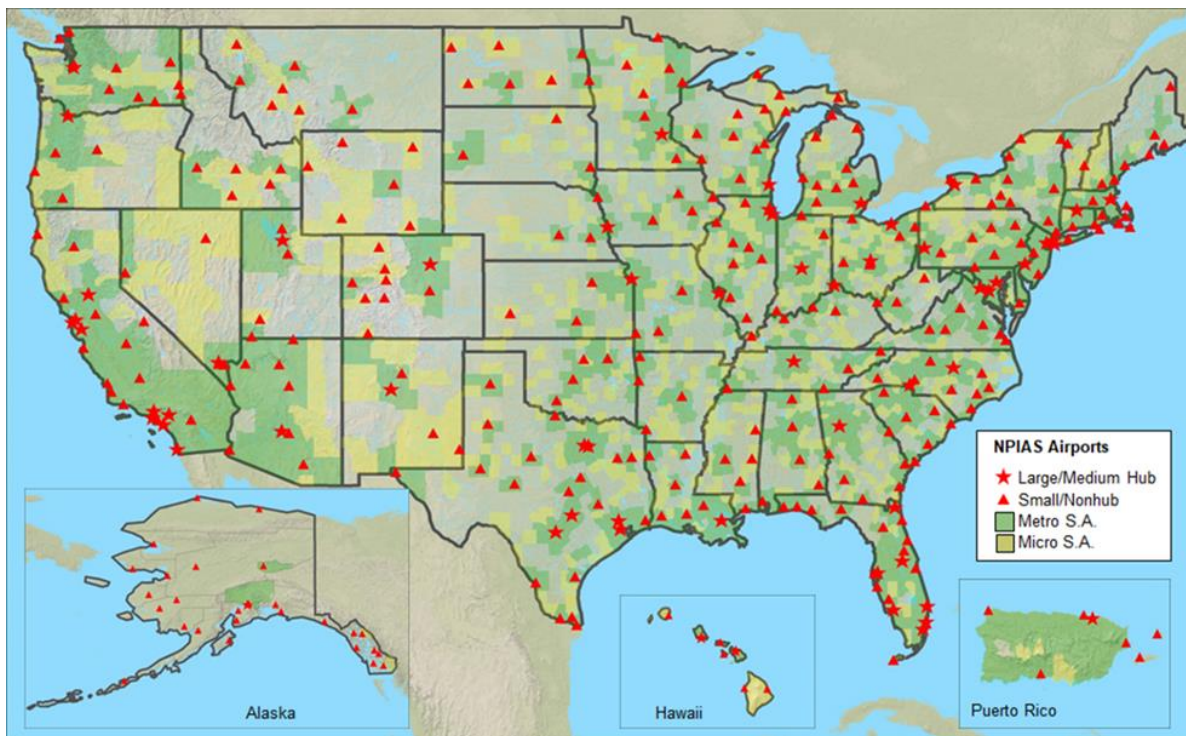 NPIAS Airports
Large/Medium Hub
Small/Nonhub
Metro S.A.
Micro S.A.
Alaska
Hawaii
Puerto Rico